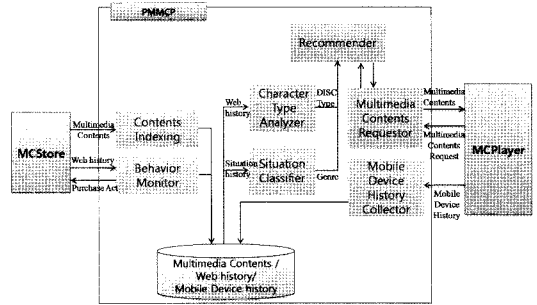 PMMCP
Recommender
Web
history
Character
Type
Analyzer
DISC
Type
Multimedia
Contents
Requestor
Multimedia
Contents
Multimedia
Contents
Request
MCPlayer
MCStore
Multimedia
Contents
Contents
Indexing
Web history
Purchase Act
Behavior
Monitor
Situation
history
Situation
Classifier
Genre
Mobile
Device
History
Collector
Mobile
Device
History
Multimedia Contents /
Web history/
Mobile Device history